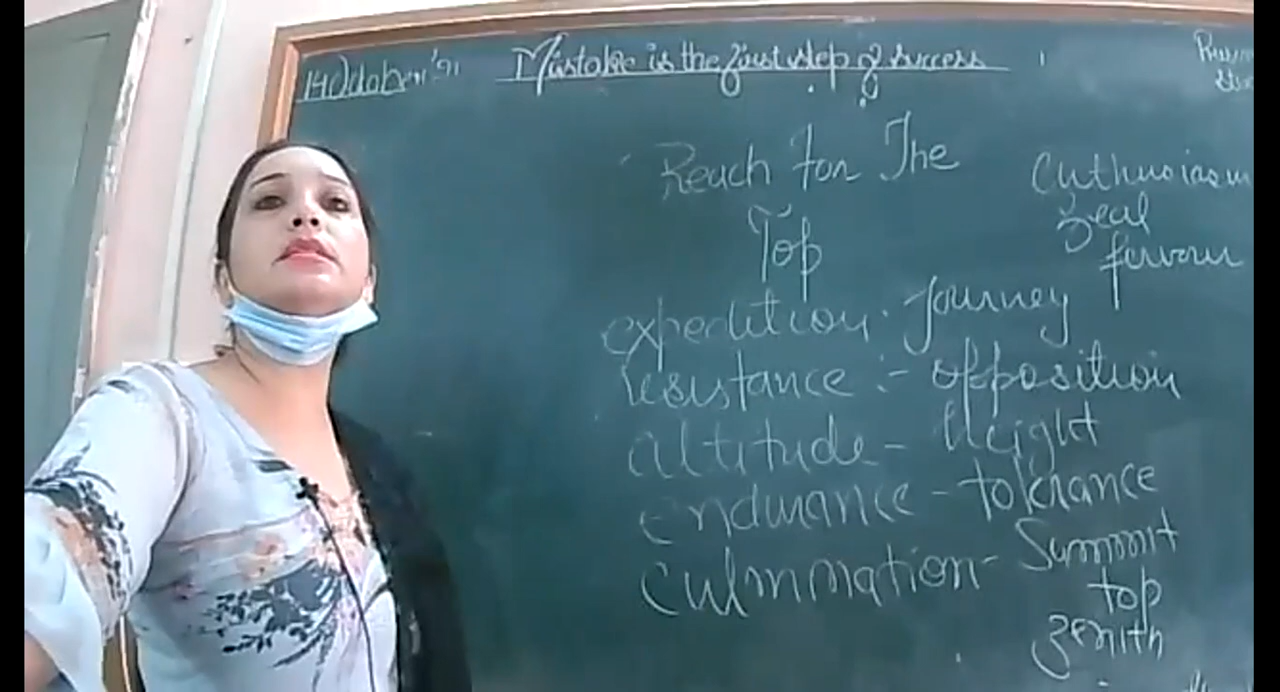 14 October '21 Mistake is the first step of success
Reach for The
Top
Enthusiasm
Zeal
fervour
expedition. Journey
resistance :- opposition
altitude - Height
endurance - tolerance
Culmination - Summit
top
zenith